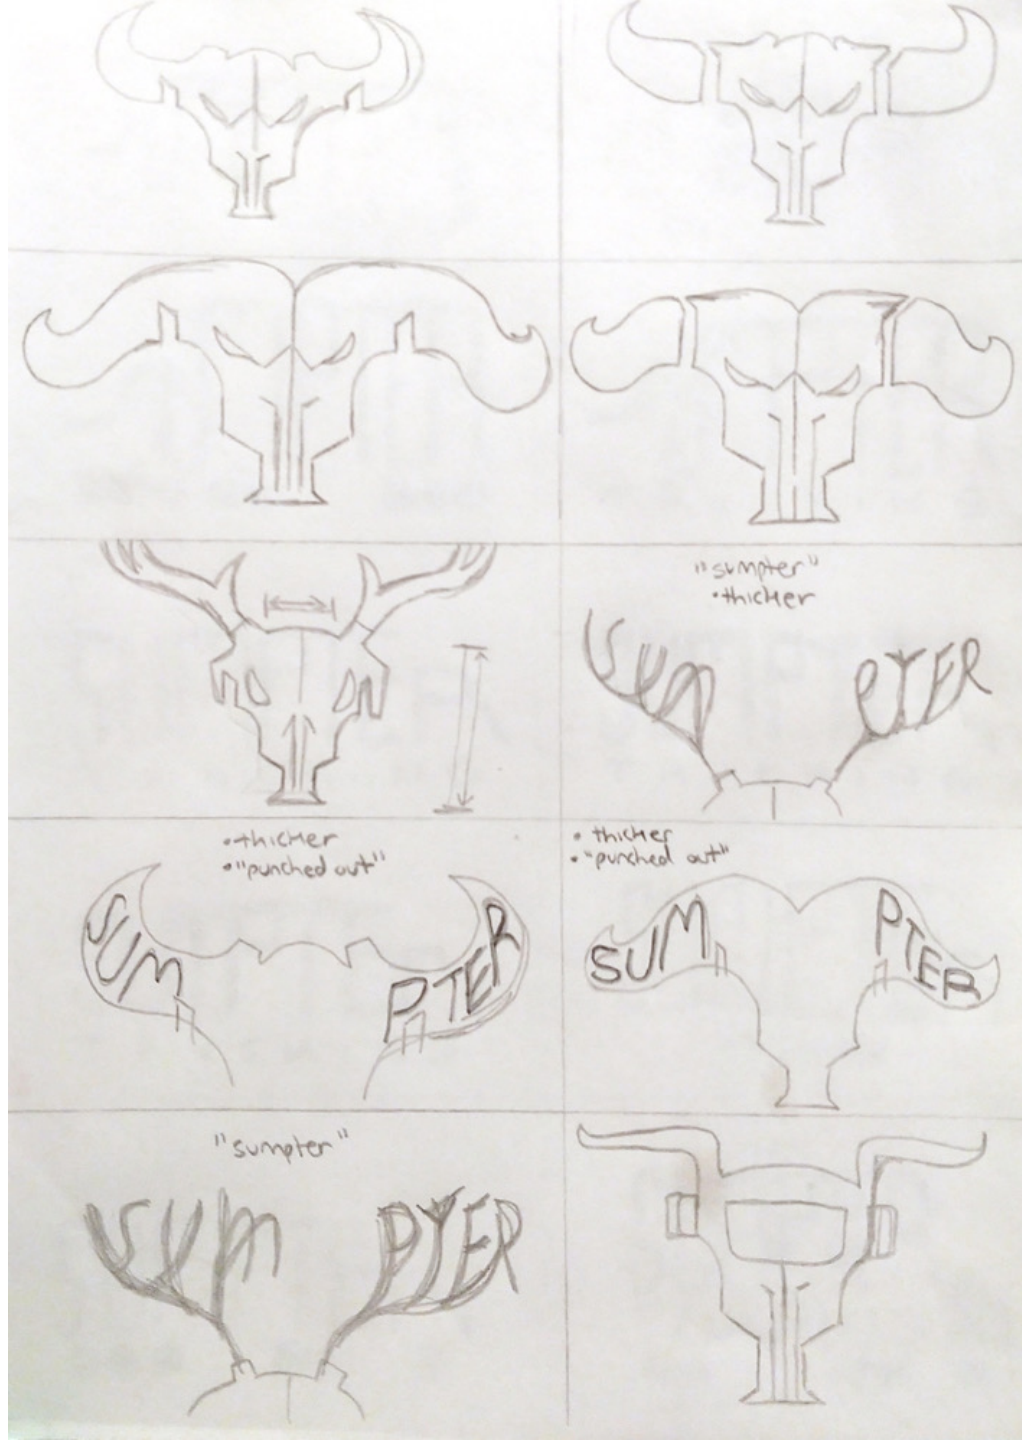 "sumpter"
• thicker
SUM PTER
• thicker
• "punched out"
SUM PTER
• thicker
• "punched out"
SUM PTER
"sumpter"
SUM PTER